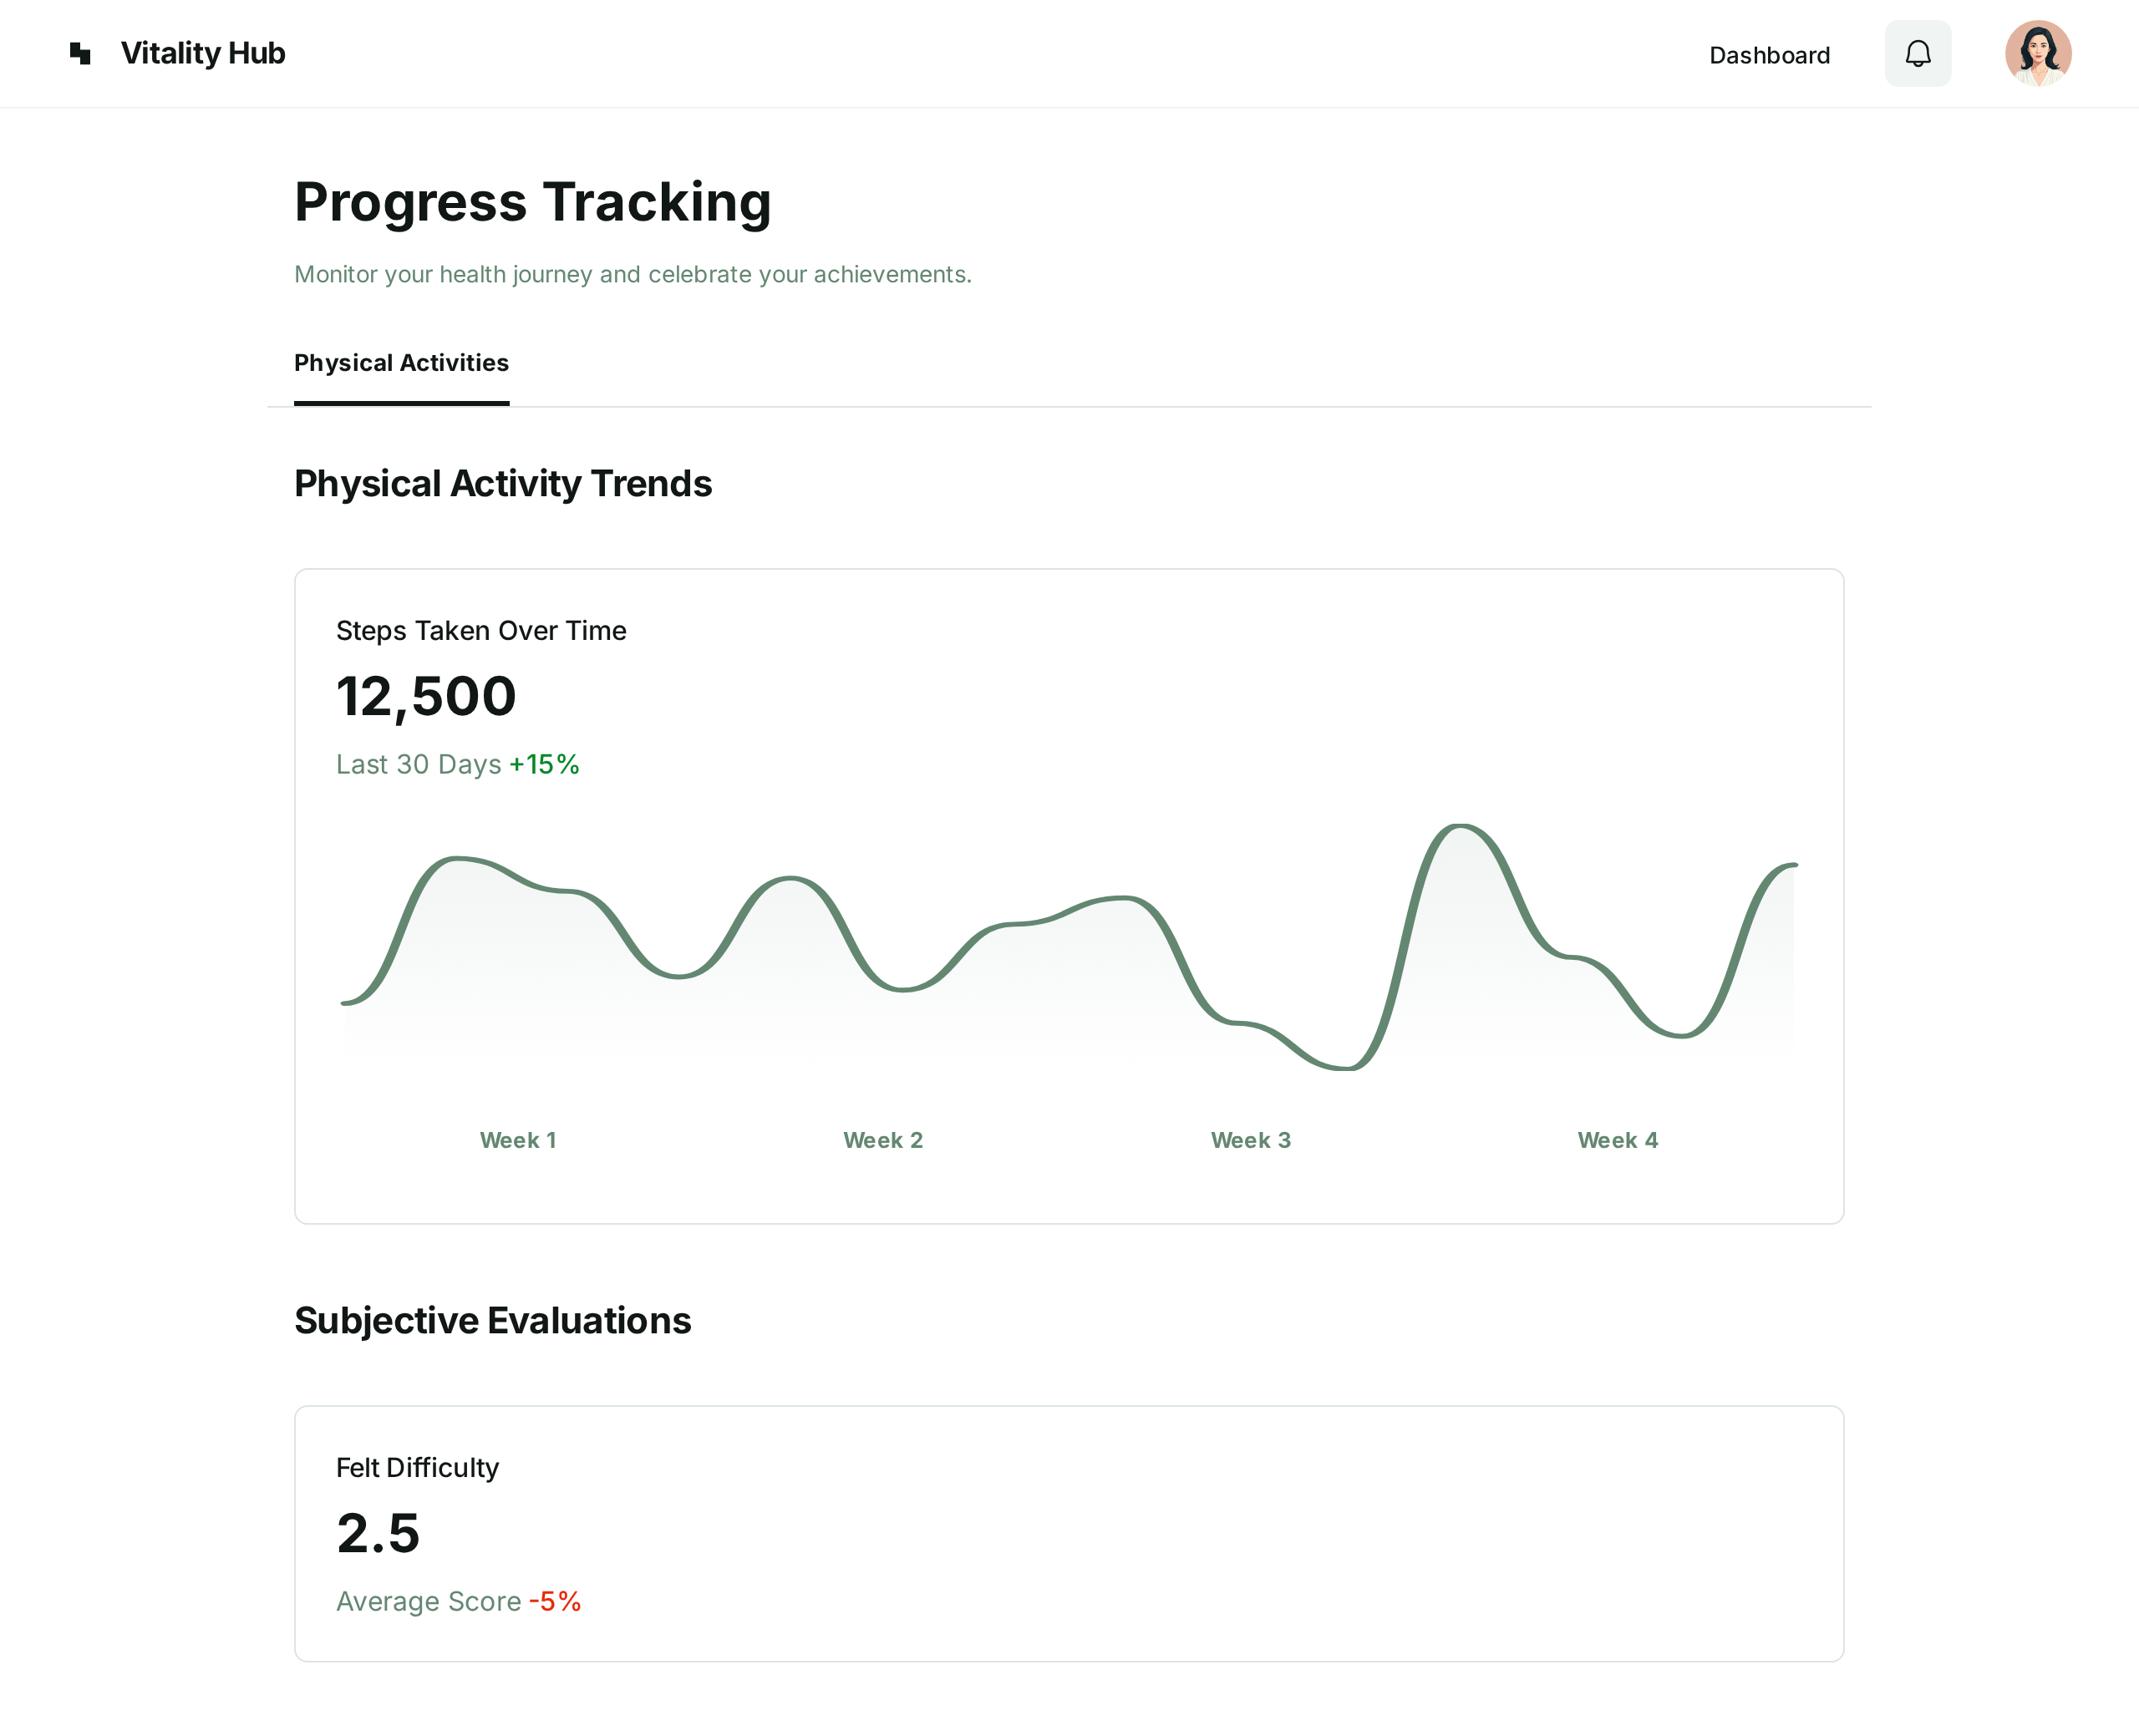 Vitality Hub
Dashboard
Progress Tracking
Monitor your health journey and celebrate your achievements.
Physical Activities
Physical Activity Trends
Steps Taken Over Time
12,500
Last 30 Days +15%
Week 1
Week 2
Week 3
Week 4
Subjective Evaluations
Felt Difficulty
2.5
Average Score -5%